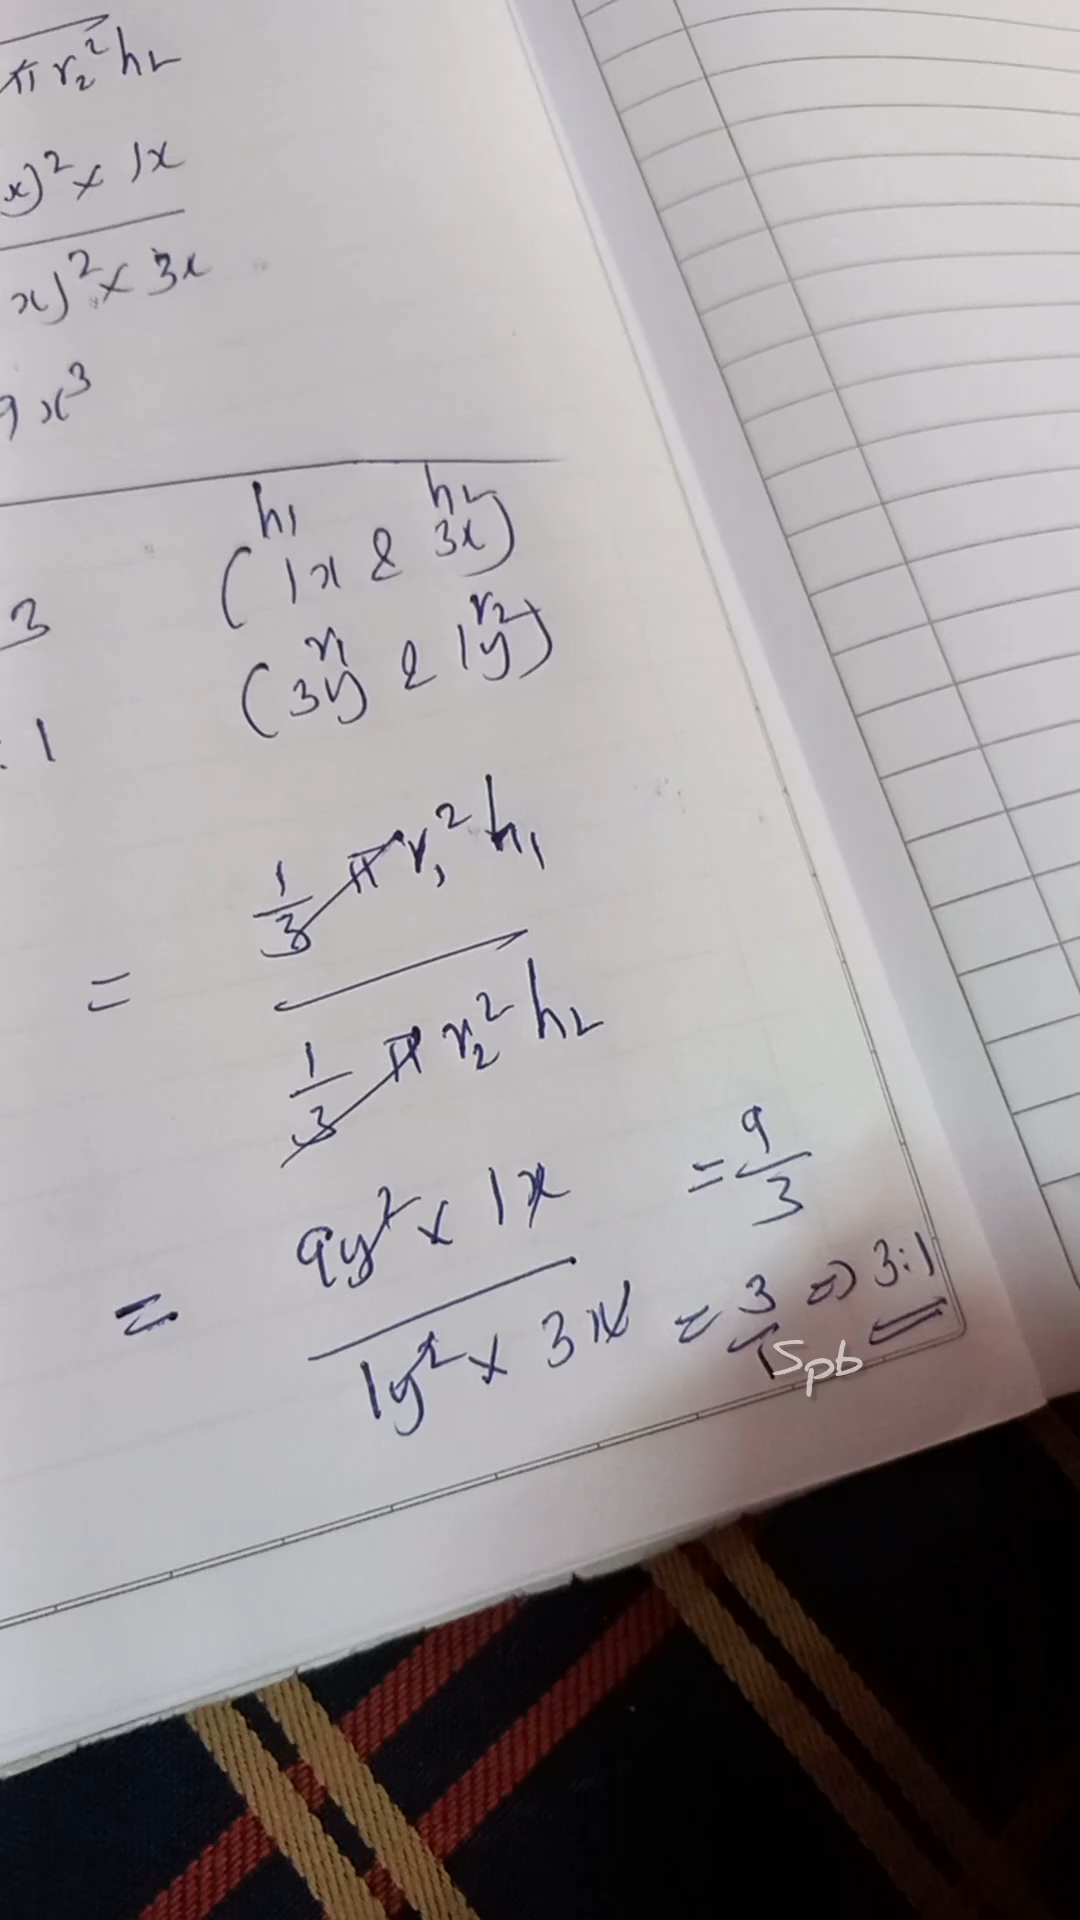 π r₂² h₂
x)² × 1x
x)² × 3x
9x³
h₁ h₂
3 (1x & 3x)
r₁ r₂
: 1 (3y & 1y)
= 1/3 π r₁² h₁
1/3 π r₂² h₂
= 9y² × 1x / 1y² × 3x = 9/3
= 3/1 ⇒ 3:1
Spb